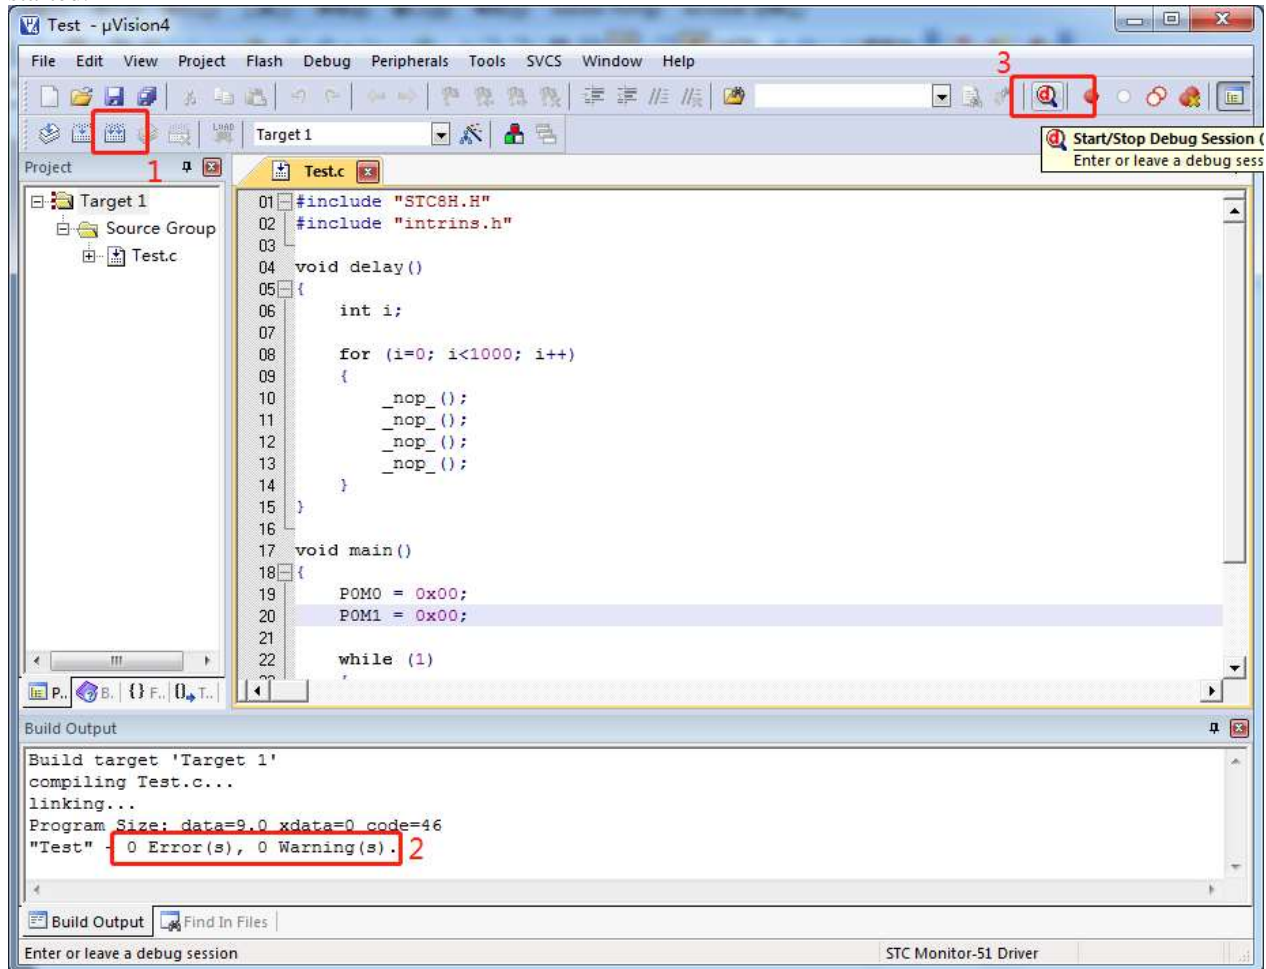 Test - µVision4
File Edit View Project Flash Debug Peripherals Tools SVCS Window Help
3
Target 1
Start/Stop Debug Session (
Enter or leave a debug sess
Project
1
Test.c
Target 1
Source Group
Test.c
01 #include "STC8H.H"
02 #include "intrins.h"
03
04 void delay()
05 {
06 int i;
07
08 for (i=0; i<1000; i++)
09 {
10 _nop_();
11 _nop_();
12 _nop_();
13 _nop_();
14 }
15 }
16
17 void main()
18 {
19 P0M0 = 0x00;
20 P0M1 = 0x00;
21
22 while (1)
P.. B. {} F.. 0 T..
Build Output
Build target 'Target 1'
compiling Test.c...
linking...
Program Size: data=9.0 xdata=0 code=46
"Test" - 0 Error(s), 0 Warning(s).
2
Build Output Find In Files
Enter or leave a debug session STC Monitor-51 Driver